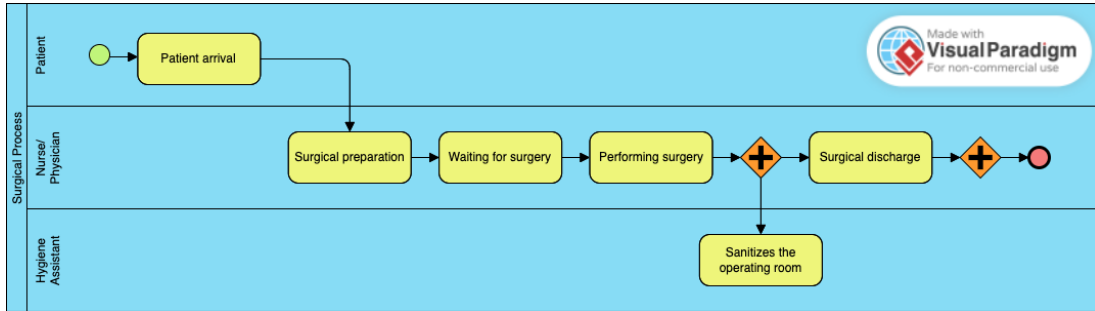 Surgical Process
Patient
Patient arrival
Made with
Visual Paradigm
For non-commercial use
Nurse/
Physician
Surgical preparation
Waiting for surgery
Performing surgery
Surgical discharge
Hygiene
Assistant
Sanitizes the
operating room